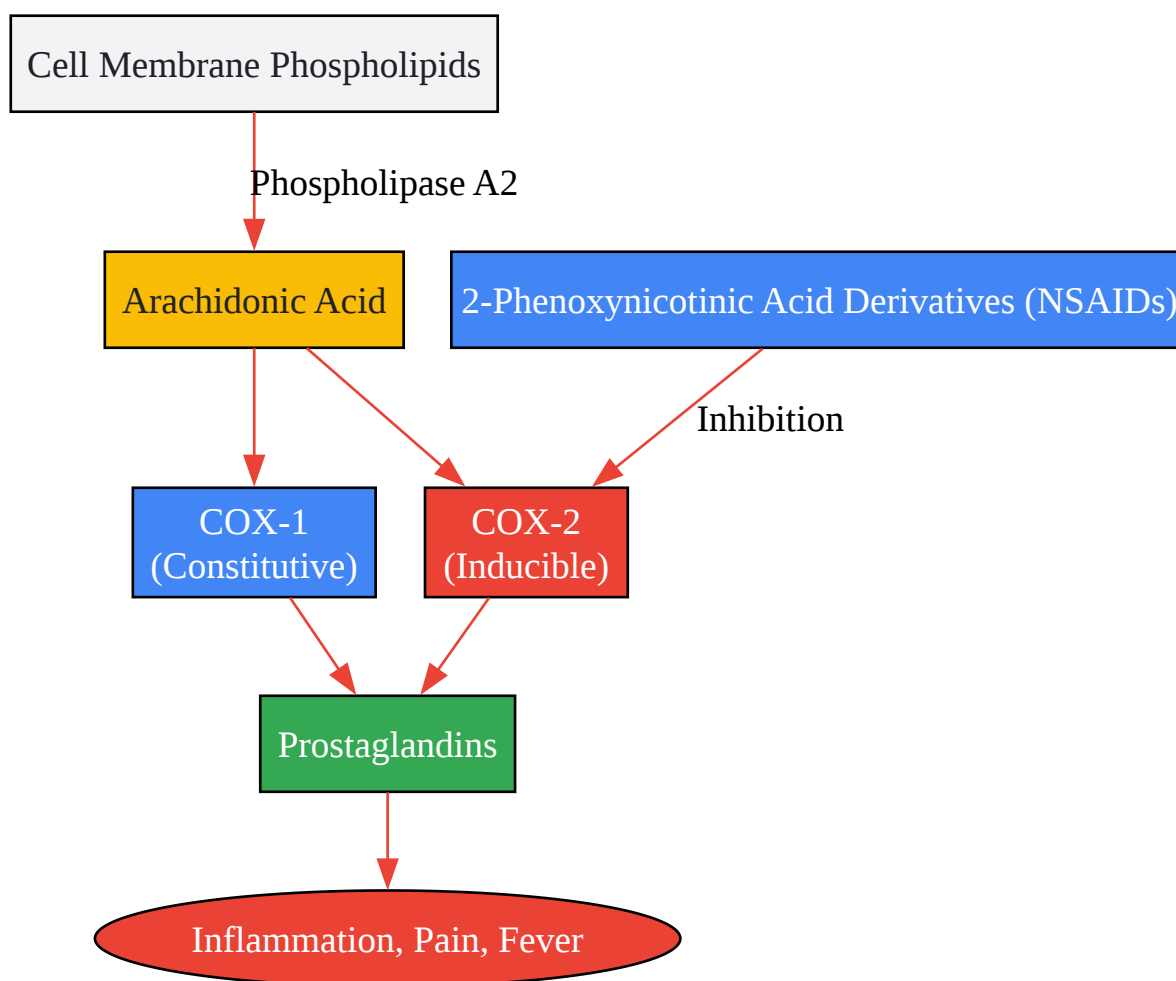 Cell Membrane Phospholipids
Phospholipase A2
Arachidonic Acid
2-Phenoxynicotinic Acid Derivatives (NSAIDs)
Inhibition
COX-1
(Constitutive)
COX-2
(Inducible)
Prostaglandins
Inflammation, Pain, Fever